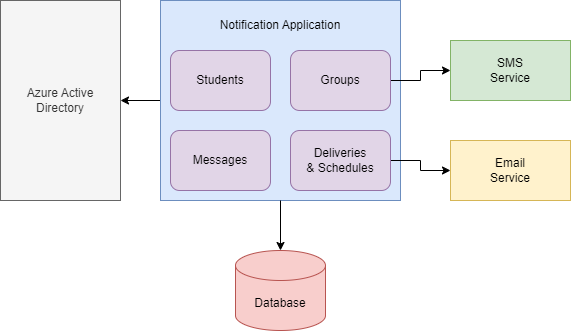 Notification Application
Azure Active
Directory
Students
Groups
SMS
Service
Messages
Deliveries
& Schedules
Email
Service
Database